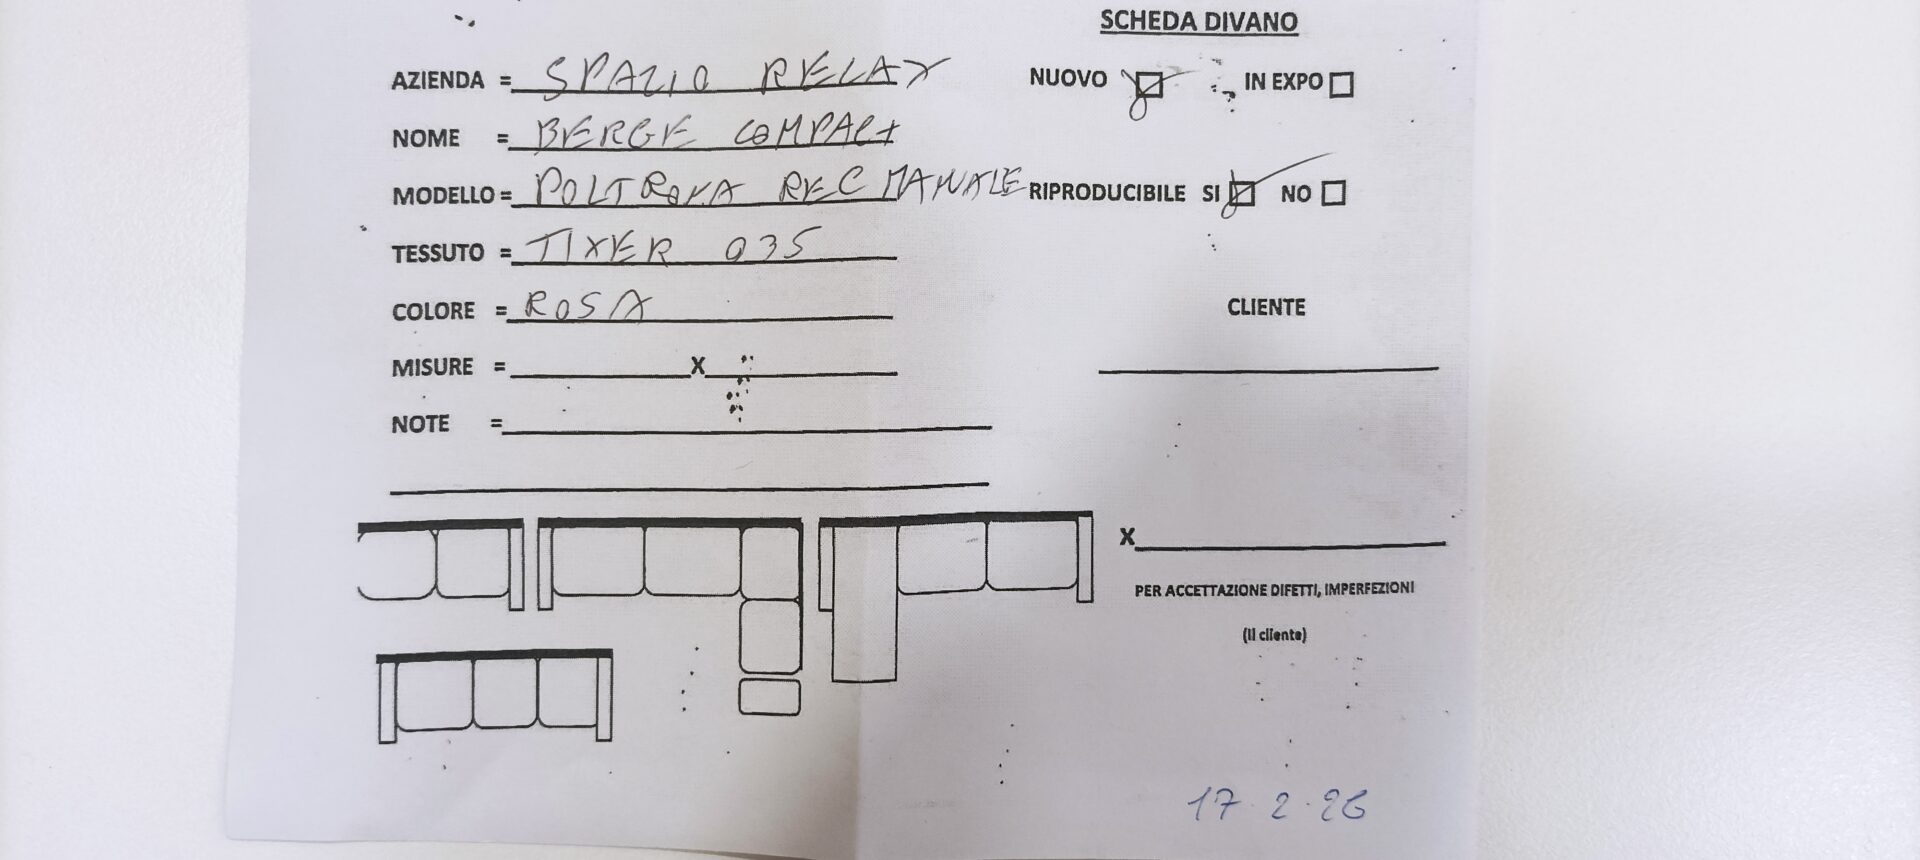 SCHEDA DIVANO
AZIENDA = SPAZIO RELAX
NUOVO ☑ IN EXPO ☐
NOME = BERGE COMPACT
MODELLO = POLTRONA REC MANUALE
RIPRODUCIBILE SI ☑ NO ☐
TESSUTO = TIXER 035
COLORE = ROSA
CLIENTE
MISURE = X
NOTE =
X
PER ACCETTAZIONE DIFETTI, IMPERFEZIONI
(Il cliente)
17.2.26